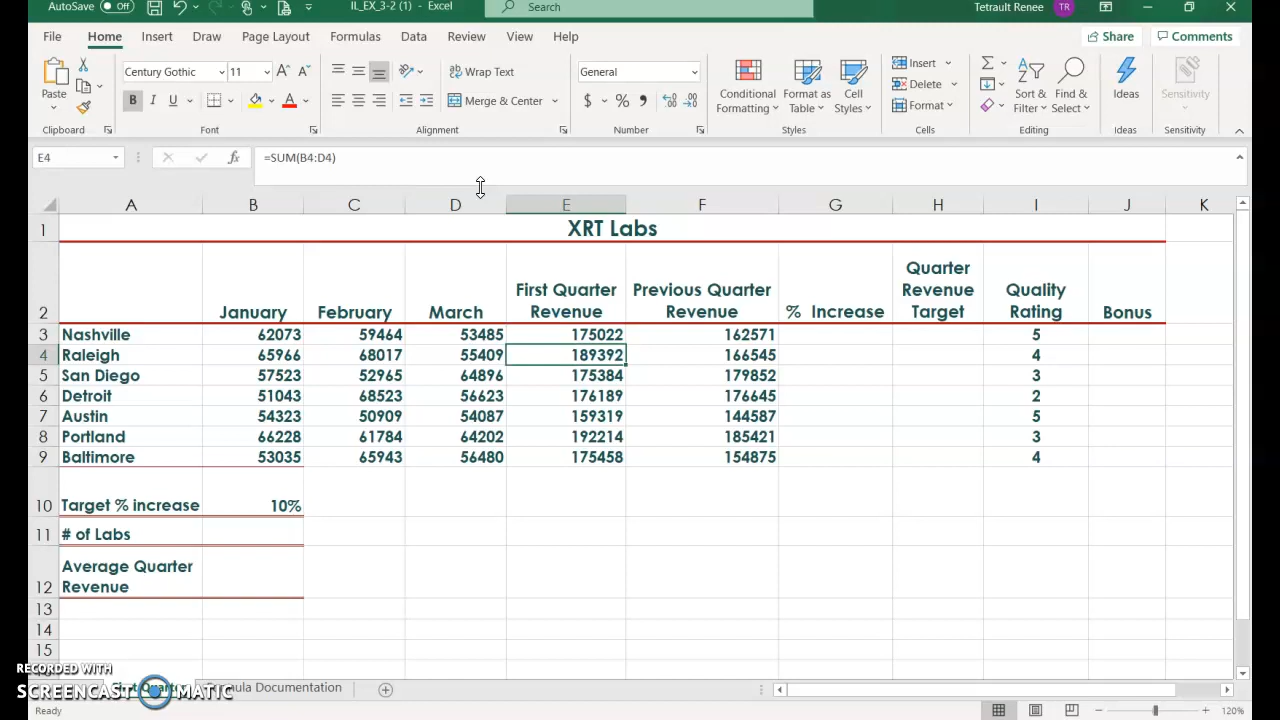 AutoSave Off IL_EX_3-2 (1) - Excel Search Tetrault Renee TR
File Home Insert Draw Page Layout Formulas Data Review View Help Share Comments
Century Gothic 11 Wrap Text General Insert
Paste B I U Merge & Center $ % Conditional Formatting Format as Table Cell Styles Delete Format Sort & Filter Find & Select Ideas Sensitivity
Clipboard Font Alignment Number Styles Cells Editing Ideas Sensitivity
E4 fx =SUM(B4:D4)
A B C D E F G H I J K
1 XRT Labs
2 January February March First Quarter Revenue Previous Quarter Revenue % Increase Quarter Revenue Target Quality Rating Bonus
3 Nashville 62073 59464 53485 175022 162571 5
4 Raleigh 65966 68017 55409 189392 166545 4
5 San Diego 57523 52965 64896 175384 179852 3
6 Detroit 51043 68523 56623 176189 176645 2
7 Austin 54323 50909 54087 159319 144587 5
8 Portland 66228 61784 64202 192214 185421 3
9 Baltimore 53035 65943 56480 175458 154875 4
10 Target % increase 10%
11 # of Labs
12 Average Quarter Revenue
13
14
15
RECORDED WITH
SCREENCAST MATIC
Formula Documentation
Ready 120%